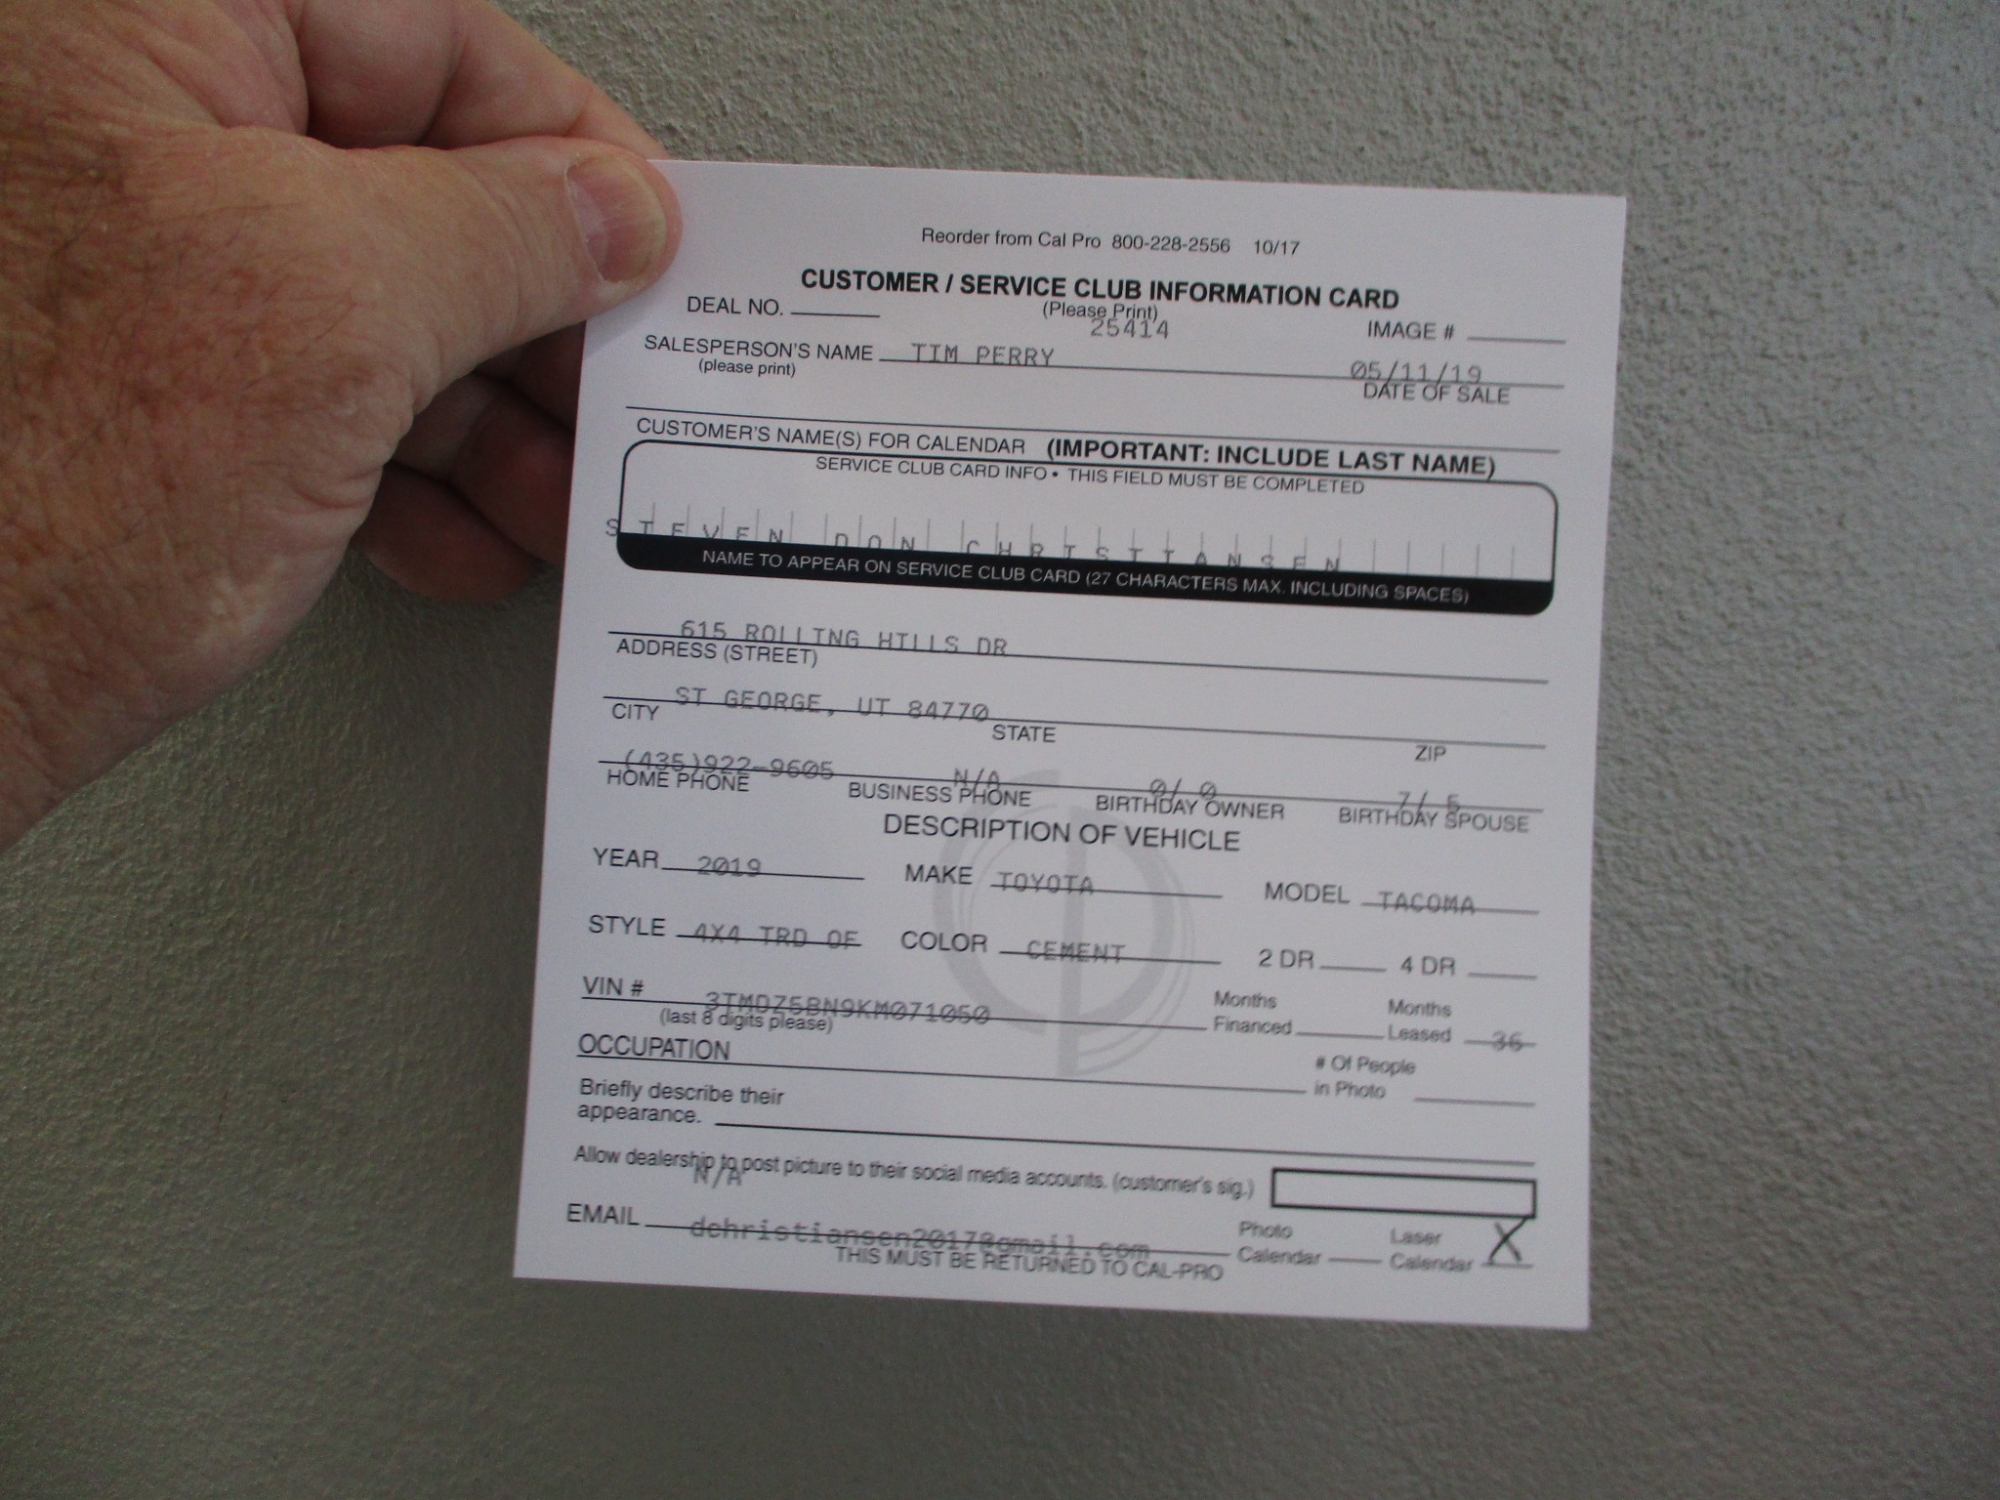 Reorder from Cal Pro 800-228-2556 10/17
CUSTOMER / SERVICE CLUB INFORMATION CARD
(Please Print)
DEAL NO. 25414 IMAGE #
SALESPERSON'S NAME TIM PERRY 05/11/19
(please print) DATE OF SALE
CUSTOMER'S NAME(S) FOR CALENDAR (IMPORTANT: INCLUDE LAST NAME)
SERVICE CLUB CARD INFO • THIS FIELD MUST BE COMPLETED
STEVEN DON CHRISTIANSEN
NAME TO APPEAR ON SERVICE CLUB CARD (27 CHARACTERS MAX. INCLUDING SPACES)
615 ROLLING HILLS DR
ADDRESS (STREET)
ST GEORGE, UT 84770
CITY STATE ZIP
(435)922-9605 N/A 0/ 0 7/ 5
HOME PHONE BUSINESS PHONE BIRTHDAY OWNER BIRTHDAY SPOUSE
DESCRIPTION OF VEHICLE
YEAR 2019 MAKE TOYOTA MODEL TACOMA
STYLE 4X4 TRD OF COLOR CEMENT 2 DR 4 DR
VIN # 3TMDZ5BN9KM071050 Months Months
(last 8 digits please) Financed Leased 36
OCCUPATION # Of People
in Photo
Briefly describe their
appearance.
Allow dealership to post picture to their social media accounts. (customer's sig.)
N/A
EMAIL dchristiansen2017@gmail.com Photo Laser
Calendar Calendar X
THIS MUST BE RETURNED TO CAL-PRO